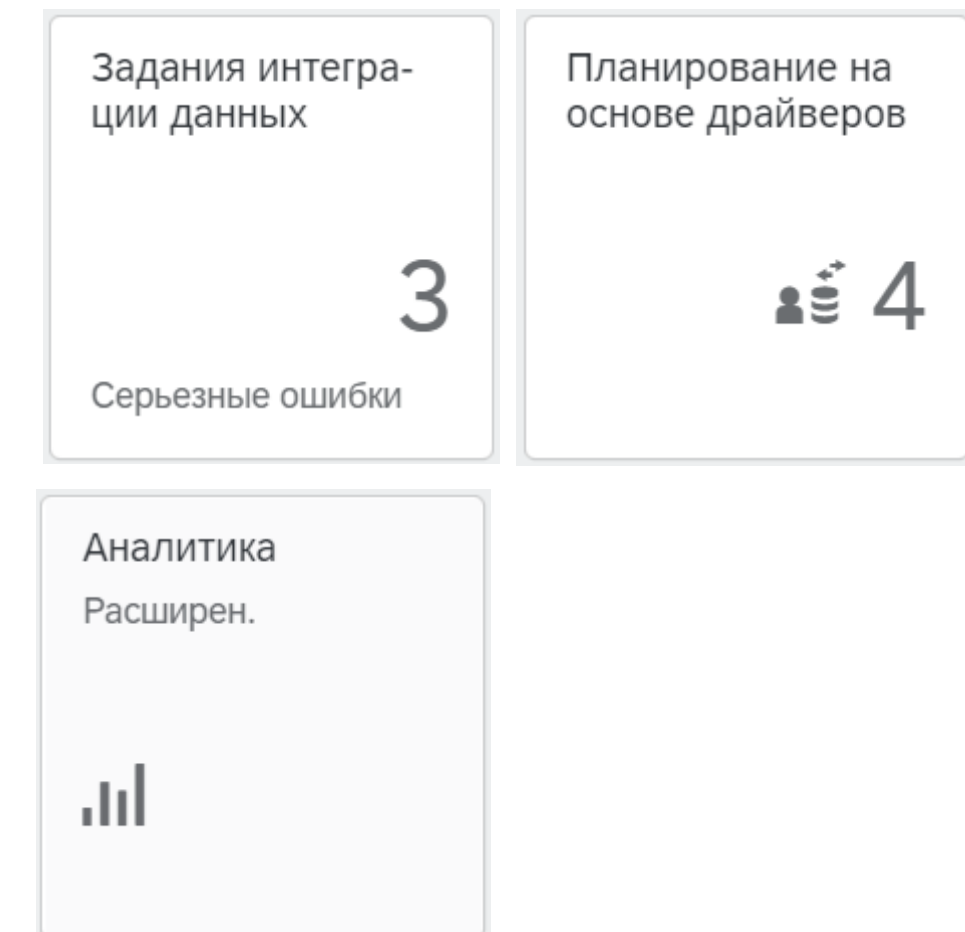 Задания интегра-
ции данных
3
Серьезные ошибки
Планирование на
основе драйверов
4
Аналитика
Расширен.